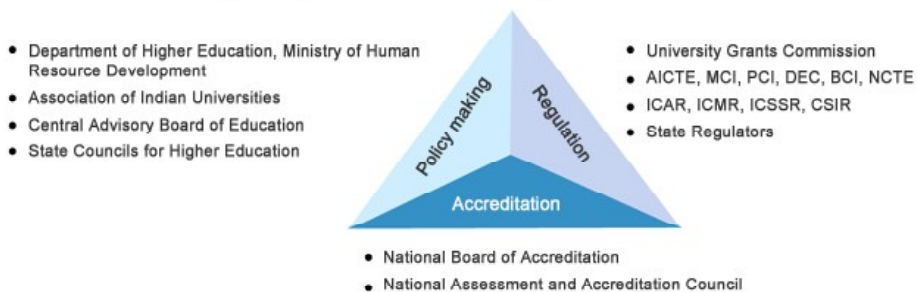 • Department of Higher Education, Ministry of Human
Resource Development
• Association of Indian Universities
• Central Advisory Board of Education
• State Councils for Higher Education
Policy making
Regulation
Accreditation
• University Grants Commission
• AICTE, MCI, PCI, DEC, BCI, NCTE
• ICAR, ICMR, ICSSR, CSIR
• State Regulators
• National Board of Accreditation
• National Assessment and Accreditation Council